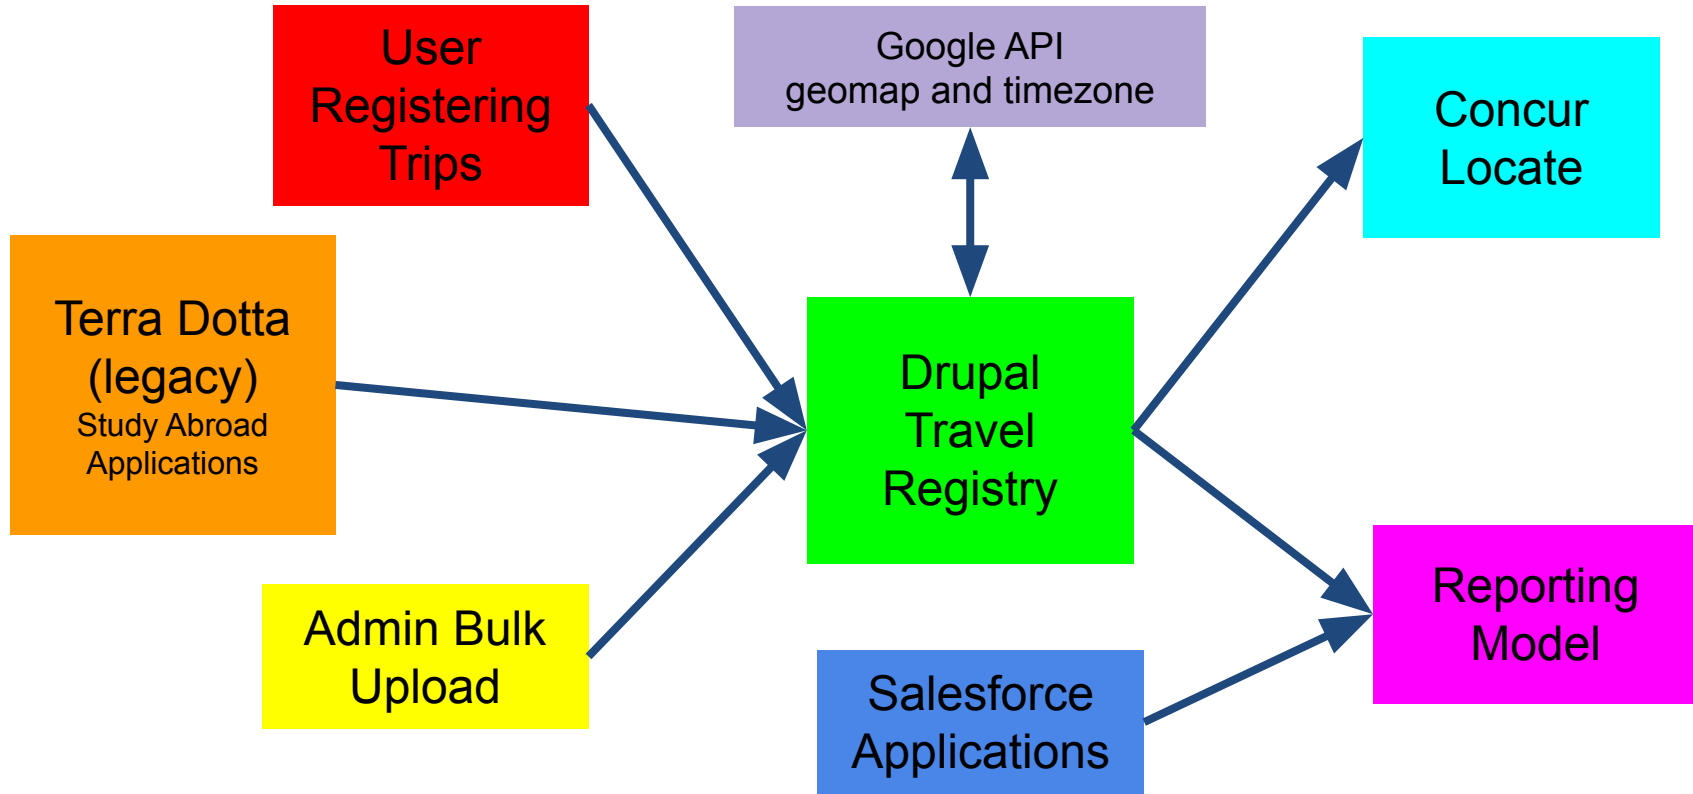 User
Registering
Trips
Google API
geomap and timezone
Concur
Locate
Terra Dotta
(legacy)
Study Abroad
Applications
Drupal
Travel
Registry
Admin Bulk
Upload
Salesforce
Applications
Reporting
Model